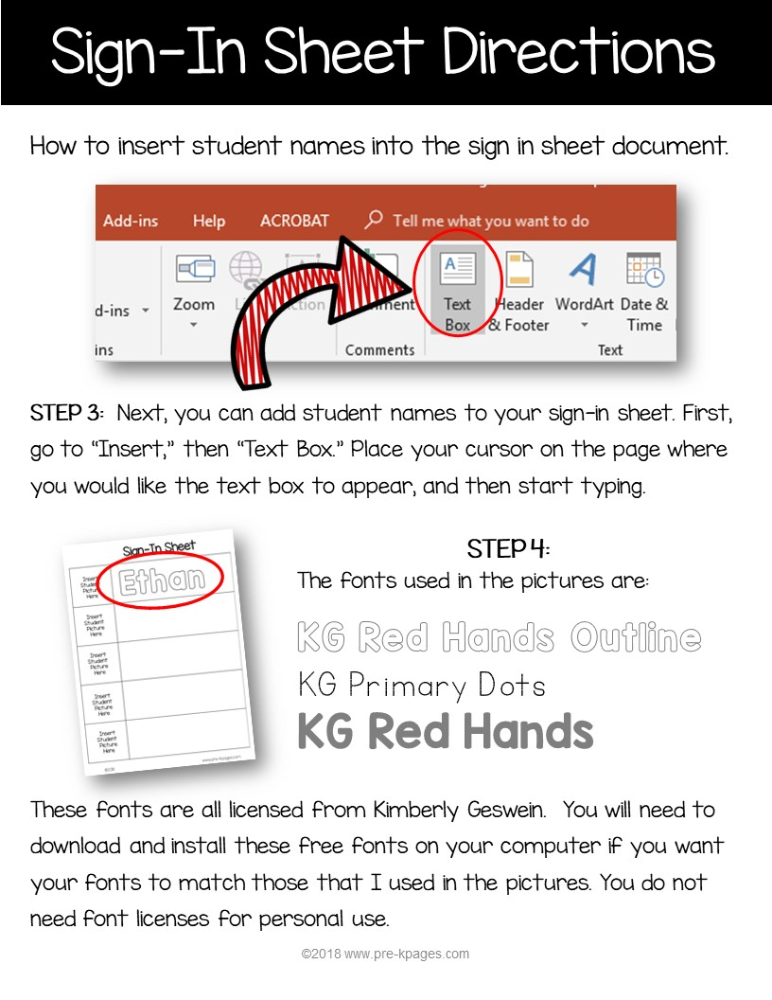 Sign-In Sheet Directions
How to insert student names into the sign in sheet document.
Add-ins Help ACROBAT Tell me what you want to do
d-ins Zoom Text Header WordArt Date &
Box & Footer Time
ins Comments Text
STEP 3: Next, you can add student names to your sign-in sheet. First,
go to “Insert,” then “Text Box.” Place your cursor on the page where
you would like the text box to appear, and then start typing.
Sign-In Sheet
Insert
Student
Picture
Here
Ethan
Insert
Student
Picture
Here
Insert
Student
Picture
Here
Insert
Student
Picture
Here
Insert
Student
Picture
Here
©2018 www.pre-kpages.com
STEP 4:
The fonts used in the pictures are:
KG Red Hands Outline
KG Primary Dots
KG Red Hands
These fonts are all licensed from Kimberly Geswein. You will need to
download and install these free fonts on your computer if you want
your fonts to match those that I used in the pictures. You do not
need font licenses for personal use.
©2018 www.pre-kpages.com